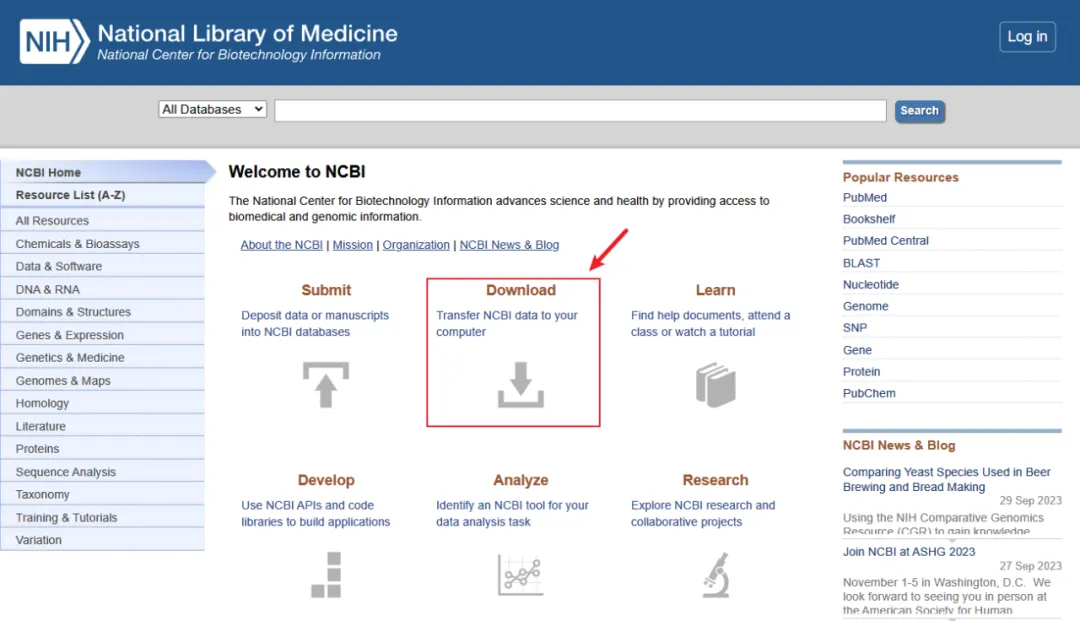 NIH National Library of Medicine
National Center for Biotechnology Information
Log in
All Databases
Search
NCBI Home
Resource List (A-Z)
All Resources
Chemicals & Bioassays
Data & Software
DNA & RNA
Domains & Structures
Genes & Expression
Genetics & Medicine
Genomes & Maps
Homology
Literature
Proteins
Sequence Analysis
Taxonomy
Training & Tutorials
Variation
Welcome to NCBI
The National Center for Biotechnology Information advances science and health by providing access to
biomedical and genomic information.
About the NCBI | Mission | Organization | NCBI News & Blog
Submit
Deposit data or manuscripts
into NCBI databases
Download
Transfer NCBI data to your
computer
Learn
Find help documents, attend a
class or watch a tutorial
Develop
Use NCBI APIs and code
libraries to build applications
Analyze
Identify an NCBI tool for your
data analysis task
Research
Explore NCBI research and
collaborative projects
Popular Resources
PubMed
Bookshelf
PubMed Central
BLAST
Nucleotide
Genome
SNP
Gene
Protein
PubChem
NCBI News & Blog
Comparing Yeast Species Used in Beer
Brewing and Bread Making
29 Sep 2023
Using the NIH Comparative Genomics
Resource (CGR) to gain knowledge
Join NCBI at ASHG 2023
27 Sep 2023
November 1-5 in Washington, D.C. We
look forward to seeing you in person at
the American Society for Human